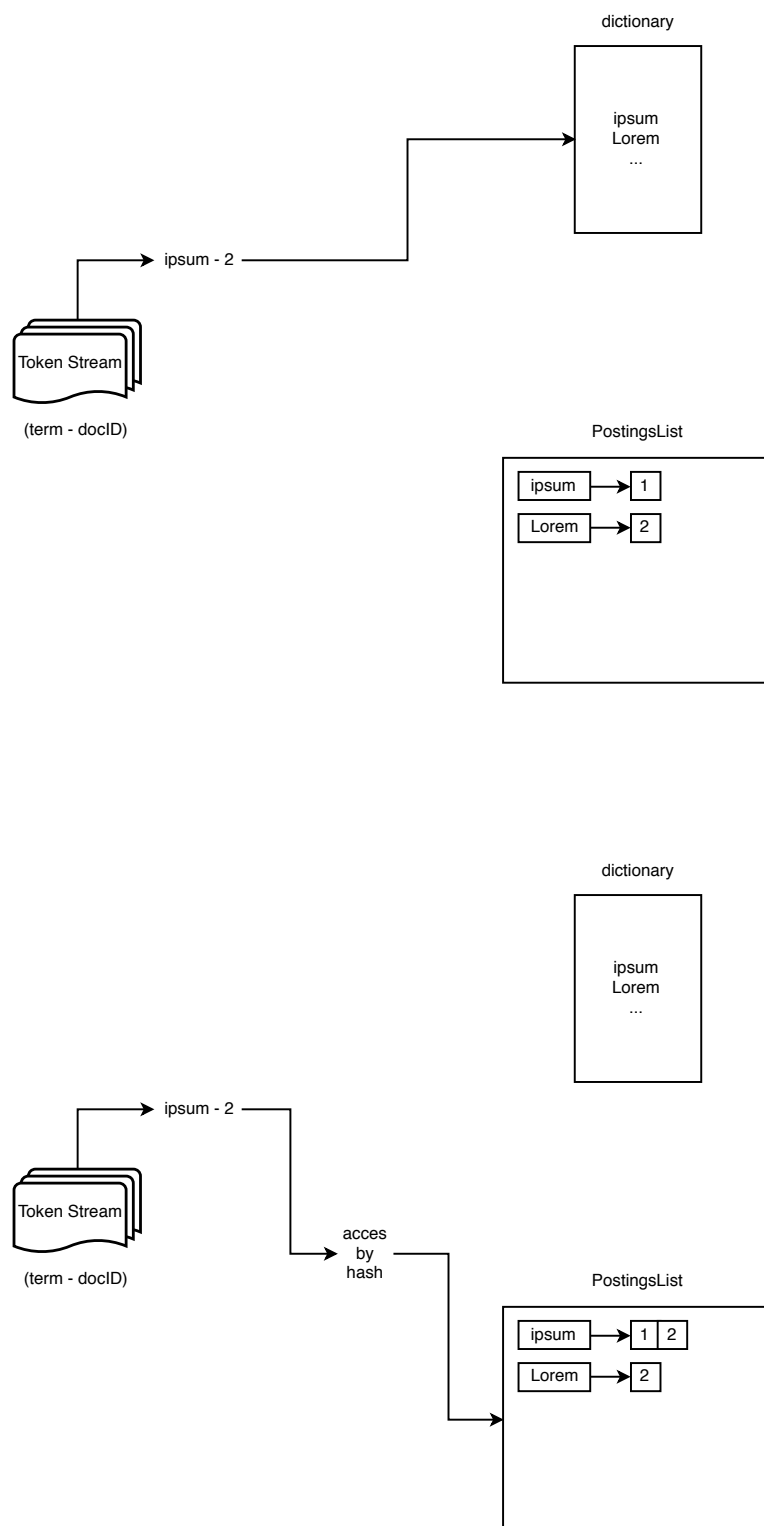 dictionary
ipsum
Lorem
...
ipsum - 2
Token Stream
(term - docID)
PostingsList
ipsum
1
Lorem
2
dictionary
ipsum
Lorem
...
ipsum - 2
Token Stream
(term - docID)
acces
by
hash
PostingsList
ipsum
1 2
Lorem
2